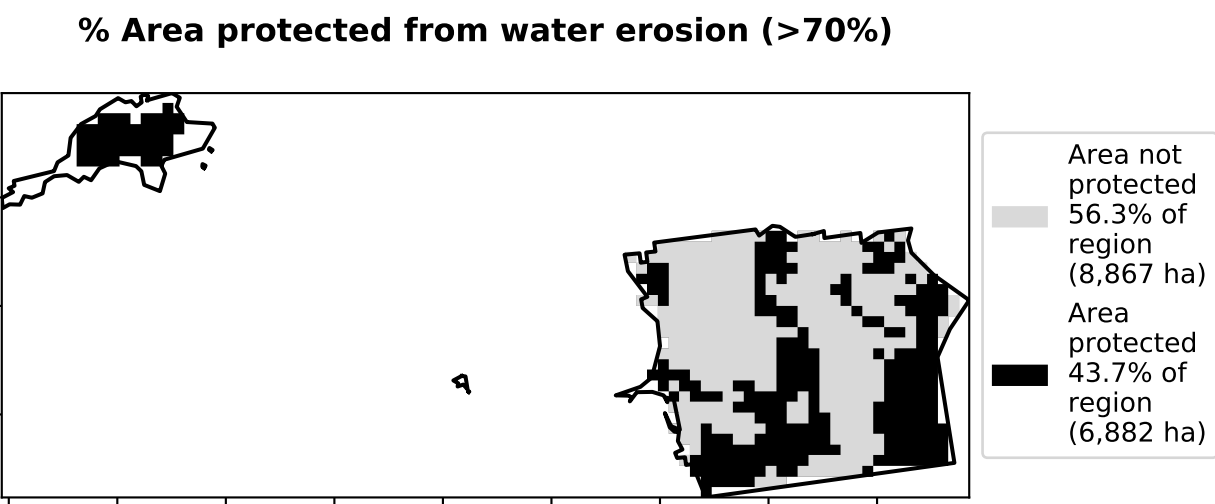 % Area protected from water erosion (>70%)
Area not
protected
56.3% of
region
(8,867 ha)
Area
protected
43.7% of
region
(6,882 ha)